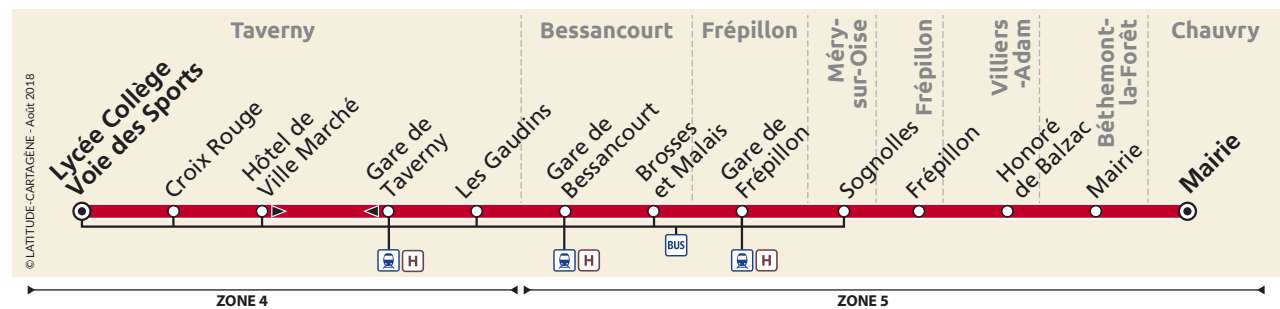 Taverny
Bessancourt
Frépillon
Méry-
sur-Oise
Frépillon
Villiers
-Adam
Béthemont-
la-Forêt
Chauvry
© LATITUDE-CARTAGÈNE - Août 2018
Lycée Collège
Voie des Sports
Croix Rouge
Hôtel de
Ville Marché
Gare de
Taverny
Les Gaudins
Gare de
Bessancourt
Brosses
et Malais
Gare de
Frépillon
Sognolles
Frépillon
Honoré
de Balzac
Mairie
Mairie
BUS
H
H
H
ZONE 4
ZONE 5